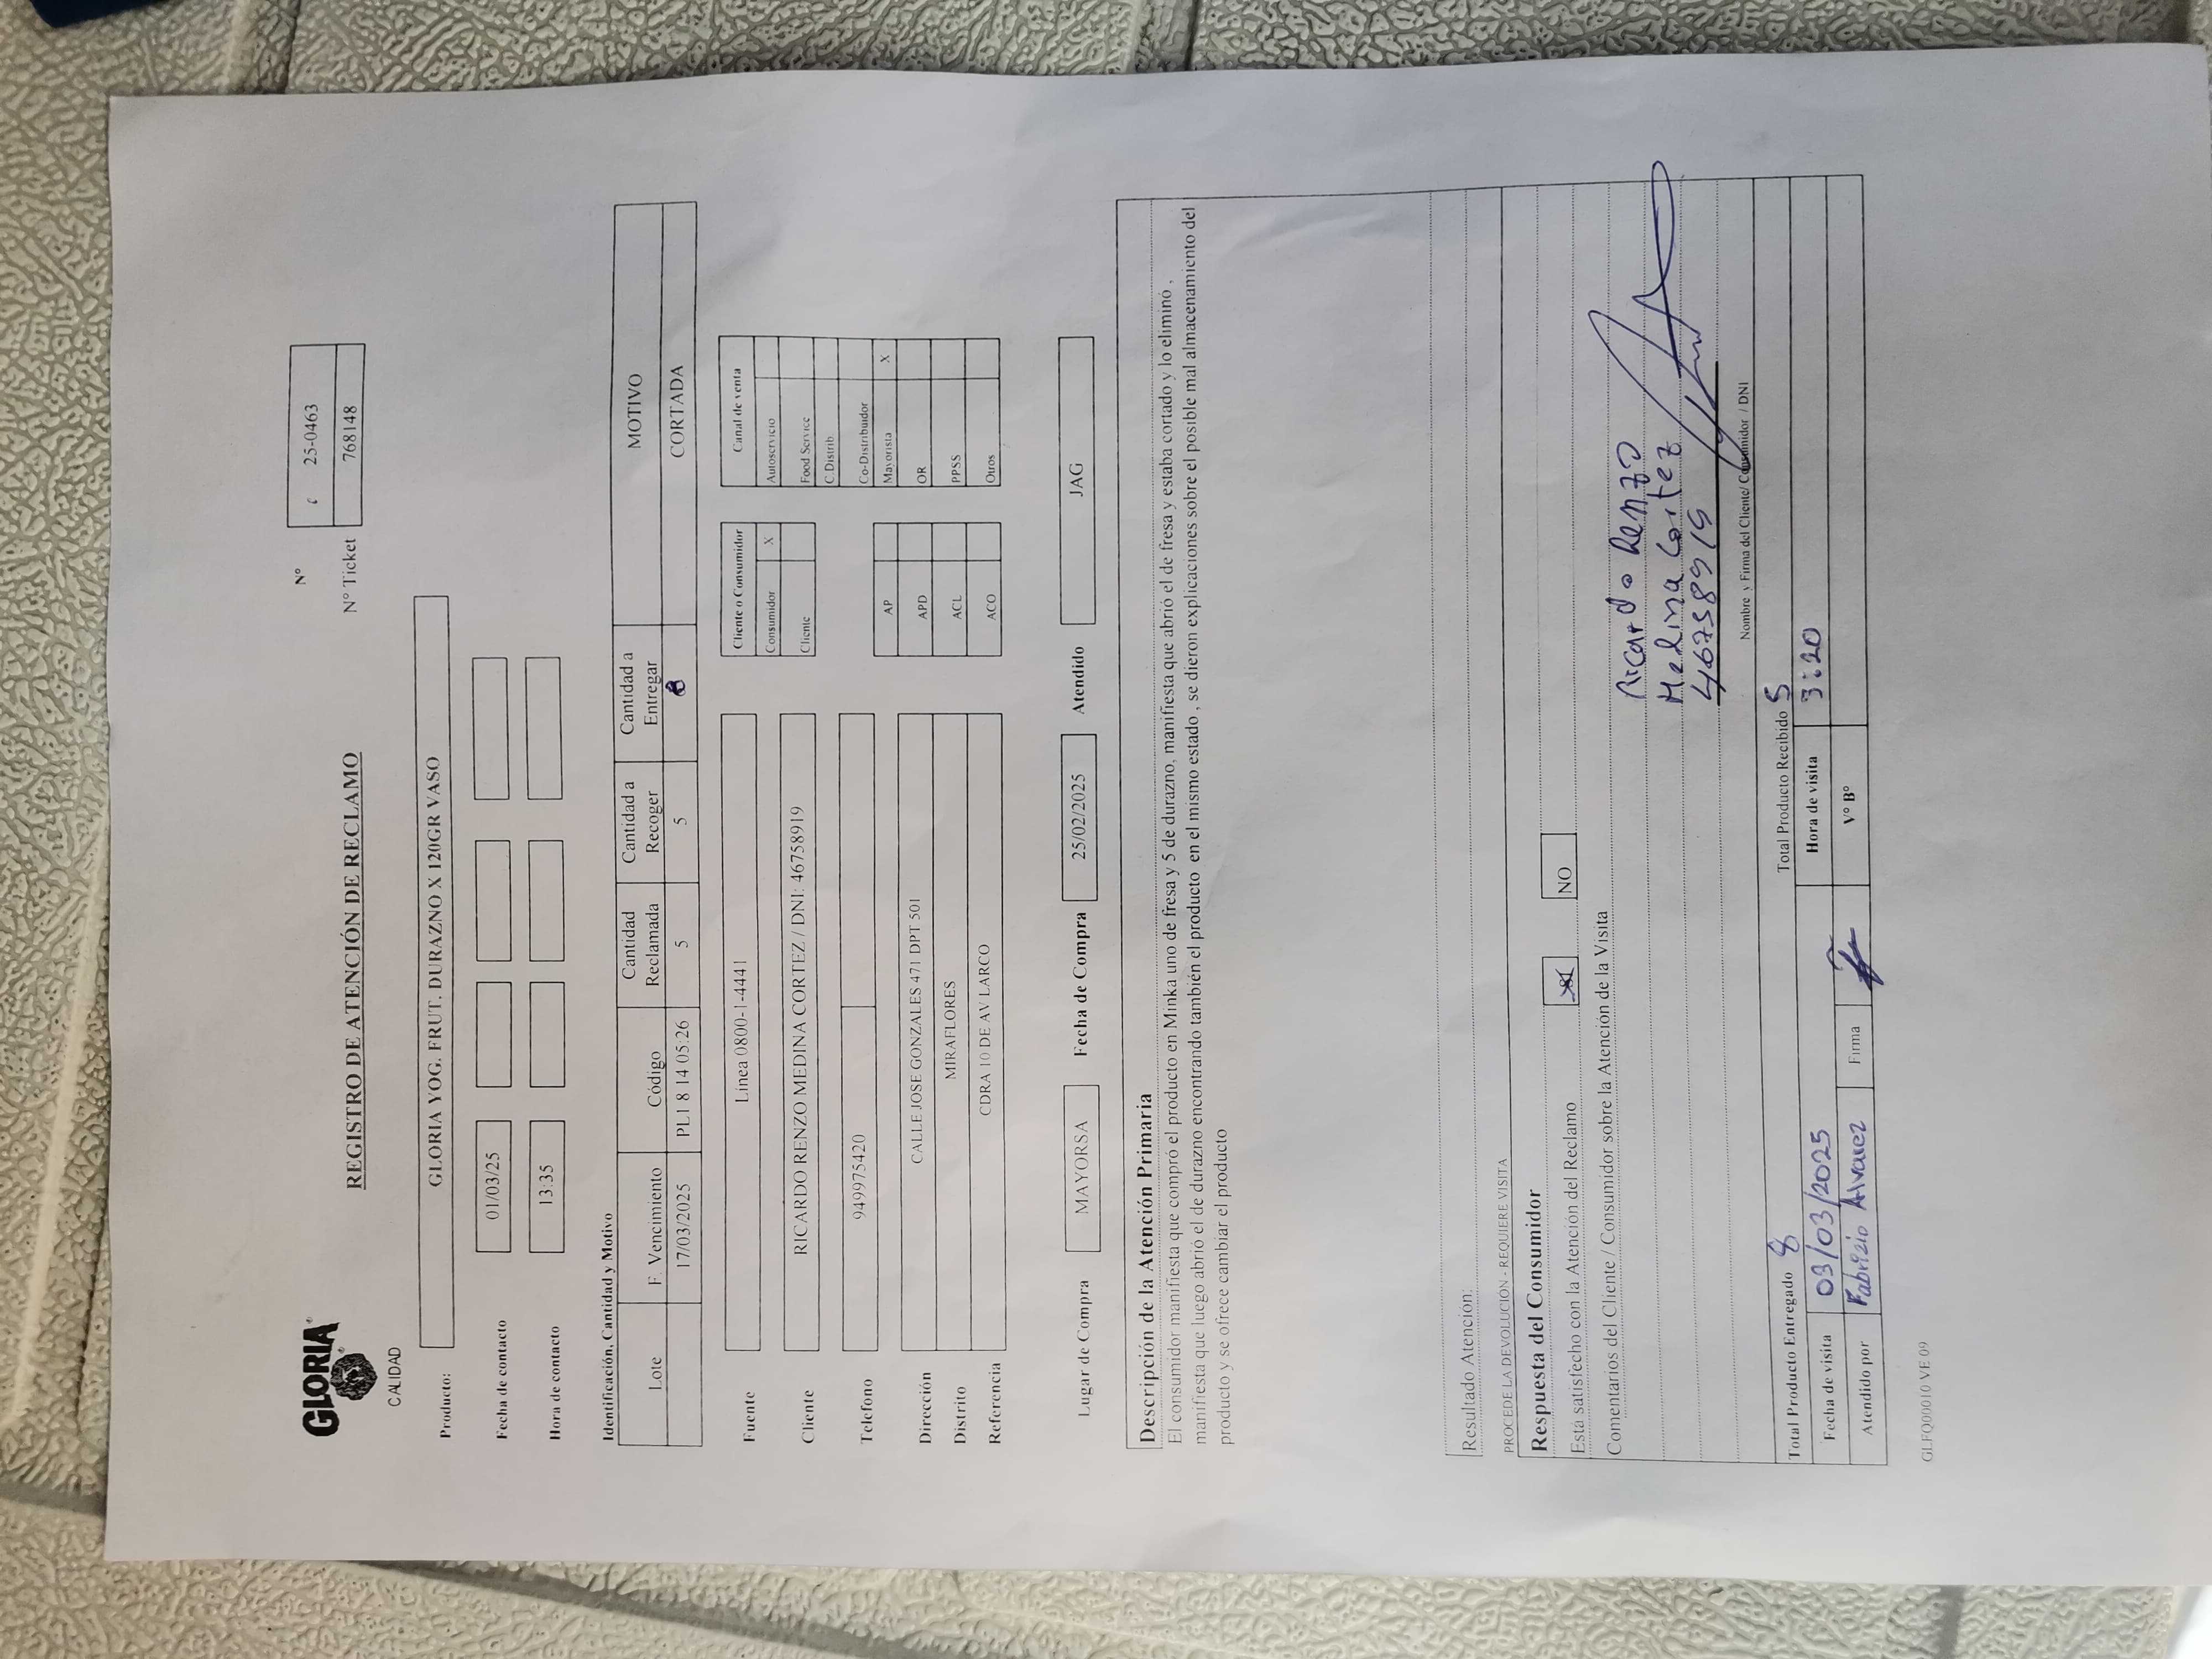 GLORIA
CALIDAD
N° 25-0463
N° Ticket 768148
REGISTRO DE ATENCIÓN DE RECLAMO
Producto: GLORIA YOG. FRUT. DURAZNO X 120GR VASO
Fecha de contacto 01/03/25
Hora de contacto 13:35
Identificación, Cantidad y Motivo
Lote F. Vencimiento Código Cantidad Reclamada Cantidad a Recoger Cantidad a Entregar MOTIVO
17/03/2025 PL1 8 14 05:26 5 5 8 CORTADA
Fuente Linea 0800-1-4441
Cliente RICARDO RENZO MEDINA CORTEZ / DNI: 46758919
Telefono 949975420
Dirección CALLE JOSE GONZALES 471 DPT 501
Distrito MIRAFLORES
Referencia CDRA 10 DE AV LARCO
Cliente o Consumidor
Consumidor X
Cliente
AP
APD
ACL
ACO
Canal de venta
Autoservicio
Food Service
C.Distrib.
Co-Distribuidor
Mayorista X
OR
PPSS
Otros
Lugar de Compra MAYORSA Fecha de Compra 25/02/2025 Atendido JAG
Descripción de la Atención Primaria
El consumidor manifiesta que compró el producto en Minka uno de fresa y 5 de durazno, manifiesta que abrió el de fresa y estaba cortado y lo eliminó ,
manifiesta que luego abrió el de durazno encontrando también el producto en el mismo estado , se dieron explicaciones sobre el posible mal almacenamiento del
producto y se ofrece cambiar el producto
Resultado Atención:
PROCEDE LA DEVOLUCIÓN - REQUIERE VISITA
Respuesta del Consumidor
Está satisfecho con la Atención del Reclamo NO
Comentarios del Cliente / Consumidor sobre la Atención de la Visita
Ricardo Renzo
Medina Cortez
46758919
Nombre y Firma del Cliente/ Consumidor / DNI
Total Producto Entregado 8 Total Producto Recibido 5
Fecha de visita 03/03/2025 Hora de visita 3:20
Atendido por Fabrizio Alvarez Firma V° B°
GLFQ00010 VE 09